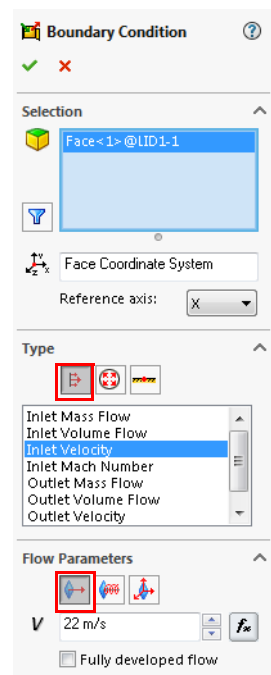 Boundary Condition
Selection
Face<1>@LID1-1
Face Coordinate System
Reference axis: X
Type
Inlet Mass Flow
Inlet Volume Flow
Inlet Velocity
Inlet Mach Number
Outlet Mass Flow
Outlet Volume Flow
Outlet Velocity
Flow Parameters
V 22 m/s
Fully developed flow